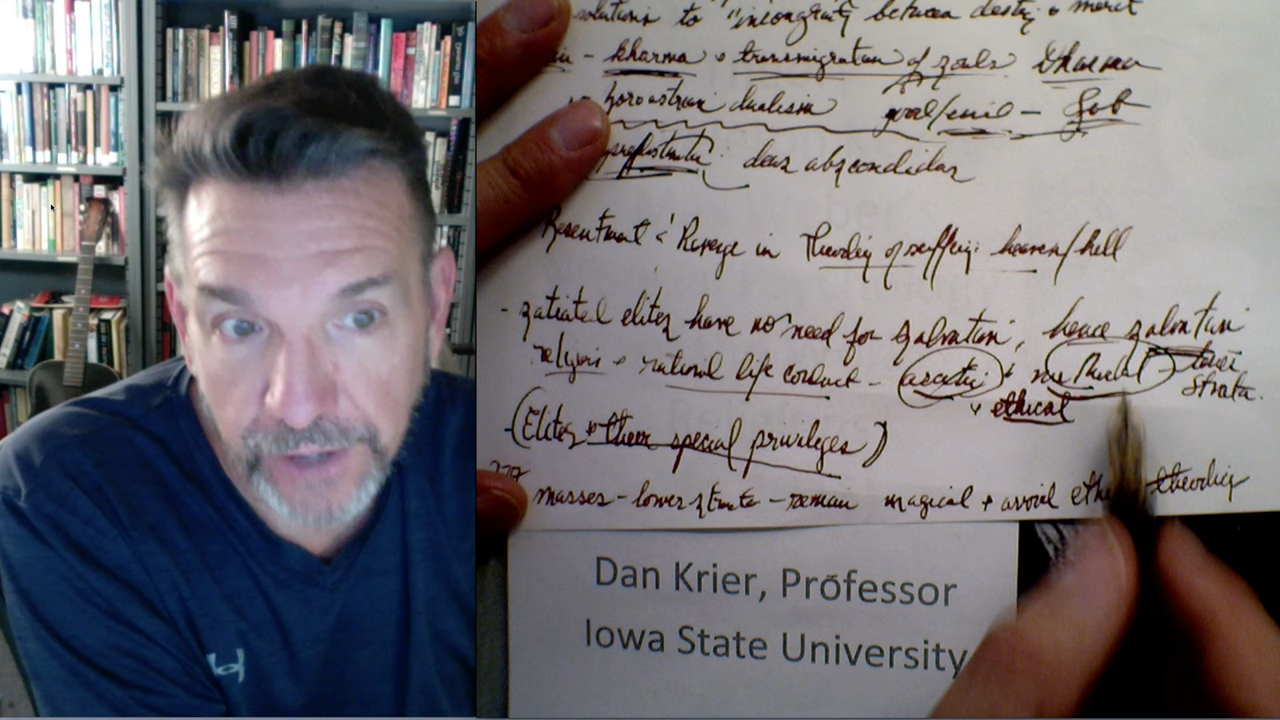 solutions to "incongruity between destiny & merit
- kharma & transmigration of souls Dharma
zoroastrian dualism good/evil - Job
deus absconditus
Resentment & Revenge in Theodicy of suffering: heaven/hell
- satiated elites have no need for salvation; hence salvation
religion & rational life conduct - ascetic lower
& ethical strata.
(Elites & their special privileges)
masses - lower strata - remain magical + avoid theodicy
Dan Krier, Professor
Iowa State University